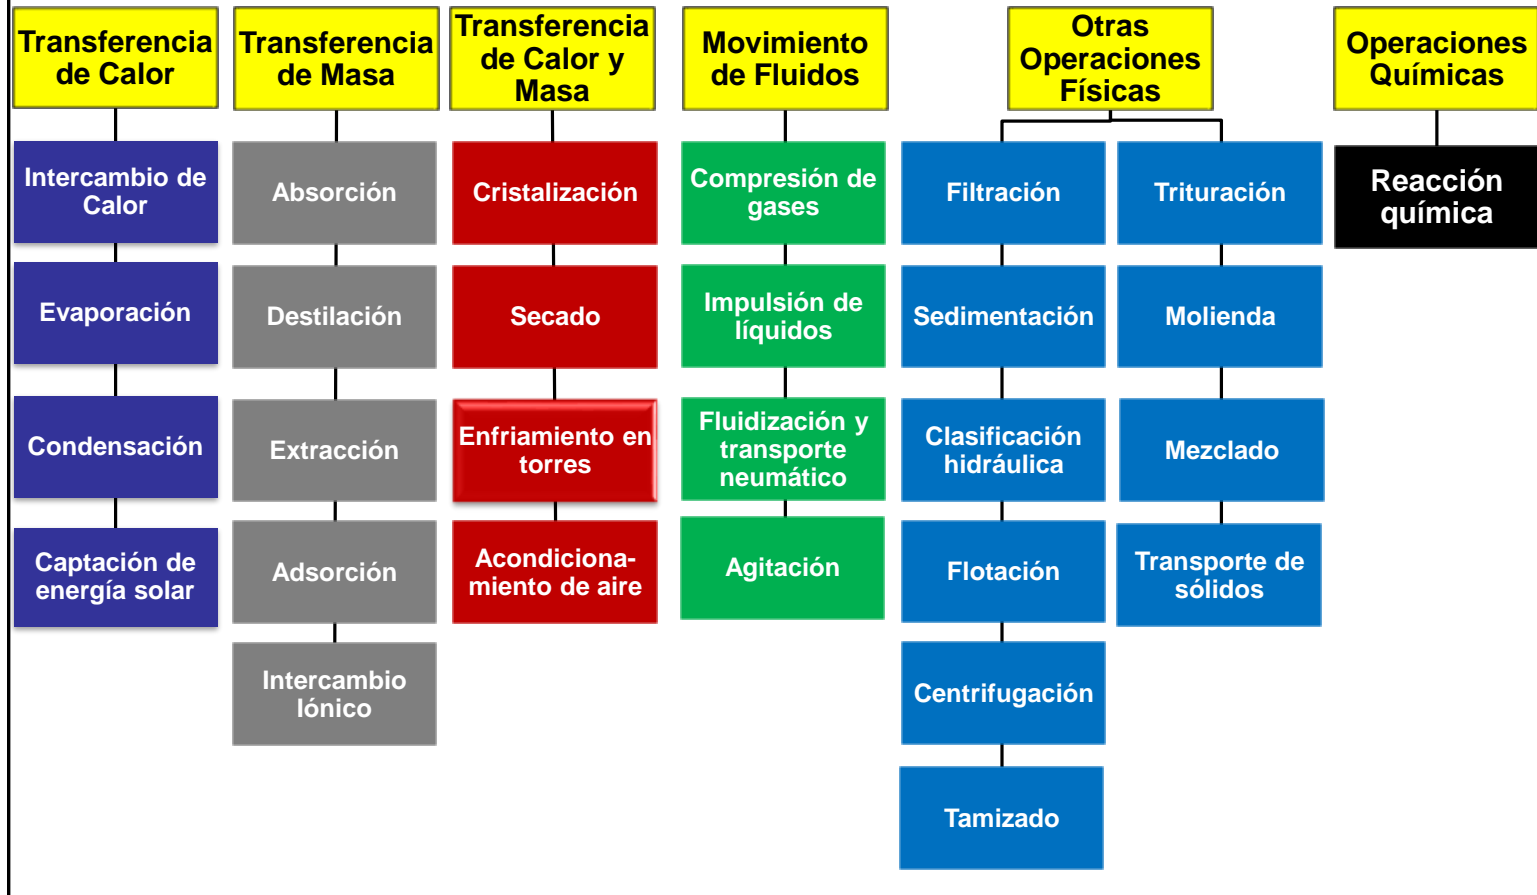 Transferencia
de Calor
Transferencia
de Masa
Transferencia
de Calor y
Masa
Movimiento
de Fluidos
Otras
Operaciones
Físicas
Operaciones
Químicas
Intercambio de
Calor
Evaporación
Condensación
Captación de
energía solar
Absorción
Destilación
Extracción
Adsorción
Intercambio
Iónico
Cristalización
Secado
Enfriamiento en
torres
Acondiciona-
miento de aire
Compresión de
gases
Impulsión de
líquidos
Fluidización y
transporte
neumático
Agitación
Filtración
Sedimentación
Clasificación
hidráulica
Flotación
Centrifugación
Tamizado
Trituración
Molienda
Mezclado
Transporte de
sólidos
Reacción
química